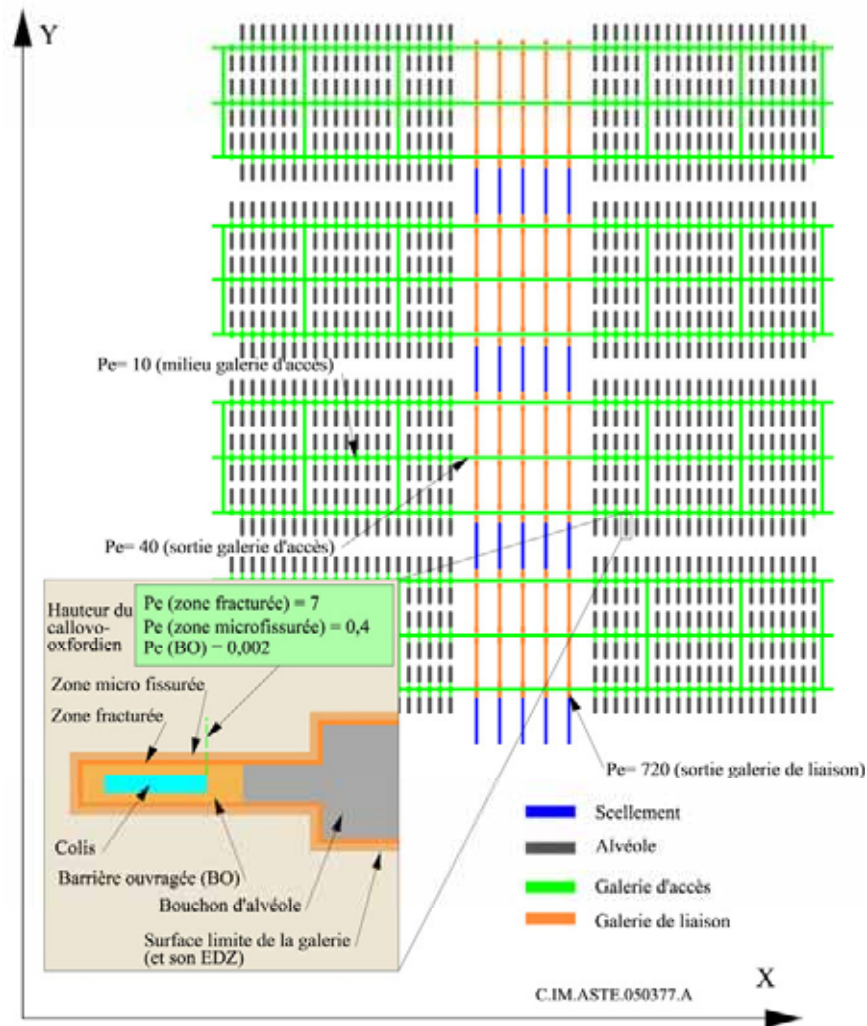 Y
Pe= 10 (milieu galerie d'accès)
Pe= 40 (sortie galerie d'accès)
Hauteur du
callovo-
oxfordien
Pe (zone fracturée) = 7
Pe (zone microfissurée) = 0,4
Pe (BO) = 0,002
Zone micro fissurée
Zone fracturée
Colis
Barrière ouvragée (BO)
Bouchon d'alvéole
Surface limite de la galerie
(et son EDZ)
Pe= 720 (sortie galerie de liaison)
Scellement
Alvéole
Galerie d'accès
Galerie de liaison
C.IM.ASTE.050377.A
X